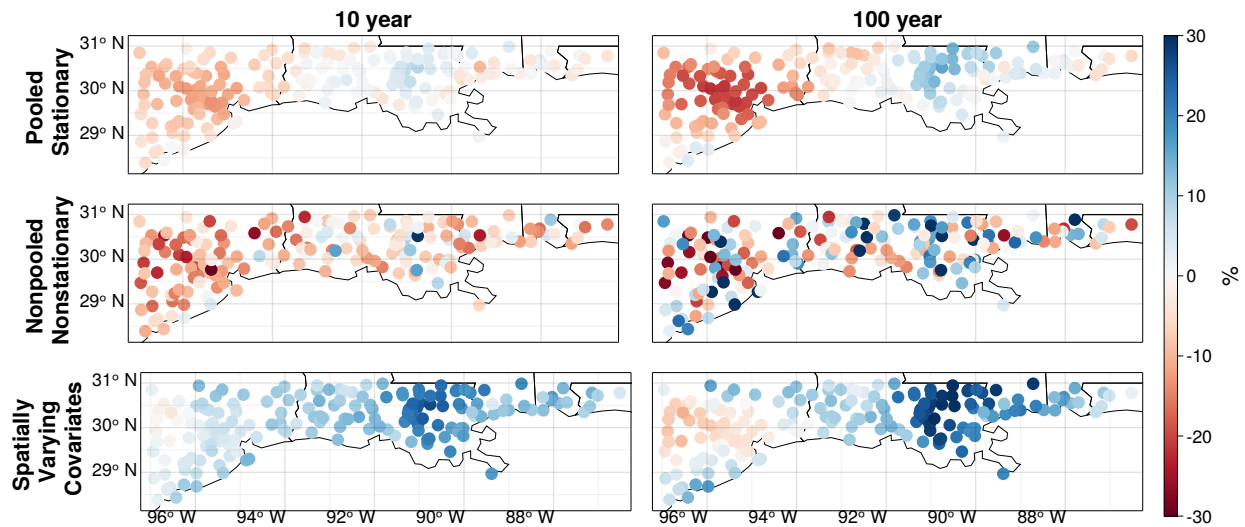 10 year
100 year
Pooled
Stationary
31° N
30° N
29° N
Nonpooled
Nonstationary
31° N
30° N
29° N
Spatially
Varying
Covariates
31° N
30° N
29° N
96° W
94° W
92° W
90° W
88° W
96° W
94° W
92° W
90° W
88° W
30
20
10
0
-10
-20
-30
%